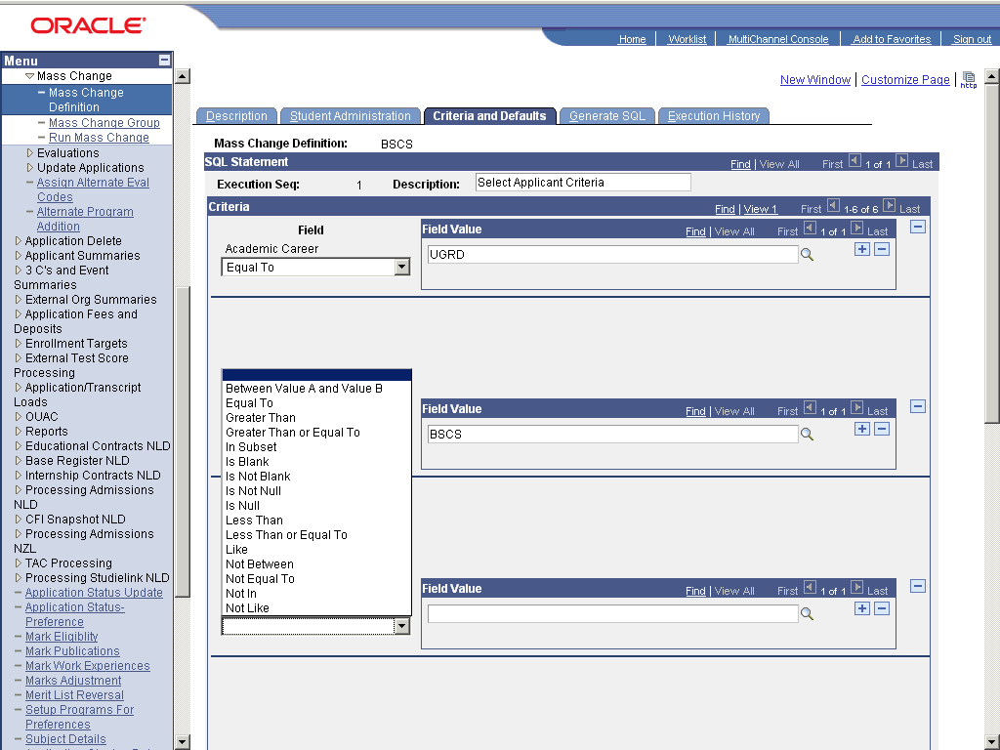 ORACLE®
Home
Worklist
MultiChannel Console
Add to Favorites
Sign out
Menu
Mass Change
Mass Change
Definition
Mass Change Group
Run Mass Change
Evaluations
Update Applications
Assign Alternate Eval
Codes
Alternate Program
Addition
Application Delete
Applicant Summaries
3 C's and Event
Summaries
External Org Summaries
Application Fees and
Deposits
Enrollment Targets
External Test Score
Processing
Application/Transcript
Loads
OUAC
Reports
Educational Contracts NLD
Base Register NLD
Internship Contracts NLD
Processing Admissions
NLD
CFI Snapshot NLD
Processing Admissions
NZL
TAC Processing
Processing Studielink NLD
Application Status Update
Application Status-
Preference
Mark Eligiblity
Mark Publications
Mark Work Experiences
Marks Adjustment
Merit List Reversal
Setup Programs For
Preferences
Subject Details
New Window | Customize Page |
http
Description
Student Administration
Criteria and Defaults
Generate SQL
Execution History
Mass Change Definition: BSCS
SQL Statement Find | View All First 1 of 1 Last
Execution Seq: 1 Description: Select Applicant Criteria
Criteria Find | View 1 First 1-6 of 6 Last
Field
Academic Career
Equal To
Field Value Find | View All First 1 of 1 Last
UGRD
Between Value A and Value B
Equal To
Greater Than
Greater Than or Equal To
In Subset
Is Blank
Is Not Blank
Is Not Null
Is Null
Less Than
Less Than or Equal To
Like
Not Between
Not Equal To
Not In
Not Like
Field Value Find | View All First 1 of 1 Last
BSCS
Field Value Find | View All First 1 of 1 Last